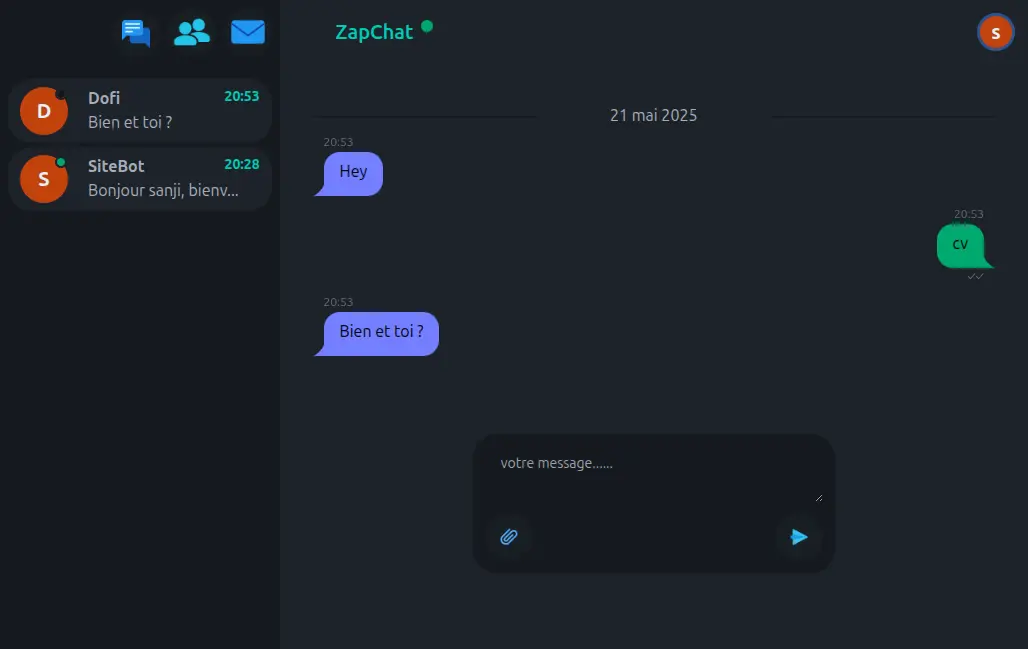 ZapChat
S
D
Dofi
20:53
Bien et toi ?
S
SiteBot
20:28
Bonjour sanji, bienv...
21 mai 2025
20:53
Hey
20:53
cv
20:53
Bien et toi ?
votre message......